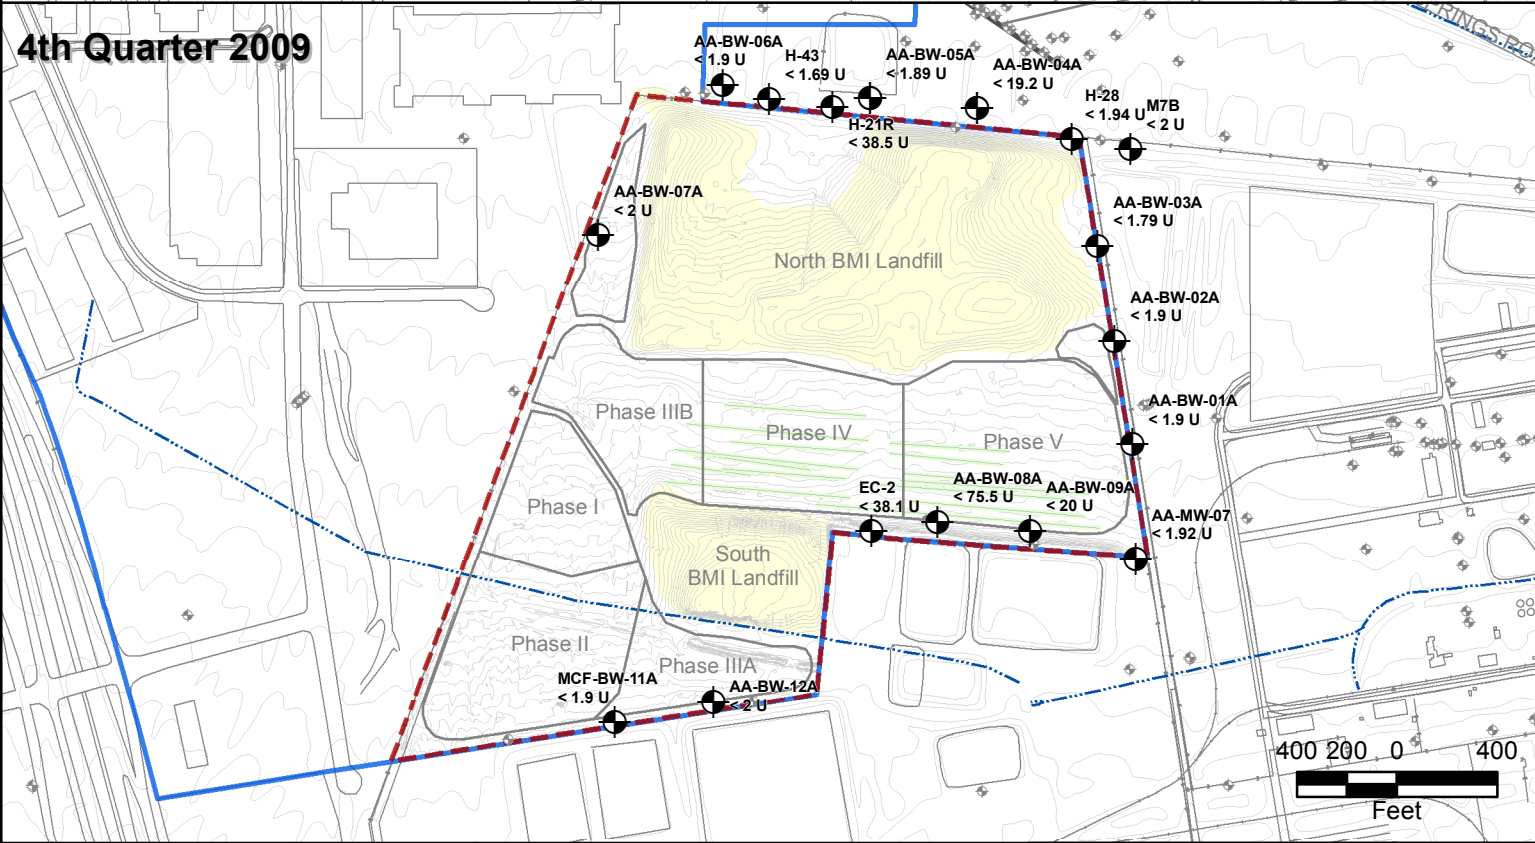 4th Quarter 2009
SPRINGS RO
AA-BW-06A
< 1.9 U
H-43
< 1.69 U
AA-BW-05A
< 1.89 U
AA-BW-04A
< 19.2 U
H-28
< 1.94 U
M7B
< 2 U
H-21R
< 38.5 U
AA-BW-07A
< 2 U
AA-BW-03A
< 1.79 U
North BMI Landfill
AA-BW-02A
< 1.9 U
AA-BW-01A
< 1.9 U
Phase IIIB
Phase IV
Phase V
EC-2
< 38.1 U
AA-BW-08A
< 75.5 U
AA-BW-09A
< 20 U
AA-MW-07
< 1.92 U
Phase I
South
BMI Landfill
Phase II
Phase IIIA
MCF-BW-11A
< 1.9 U
AA-BW-12A
< 2 U
400 200 0 400
Feet